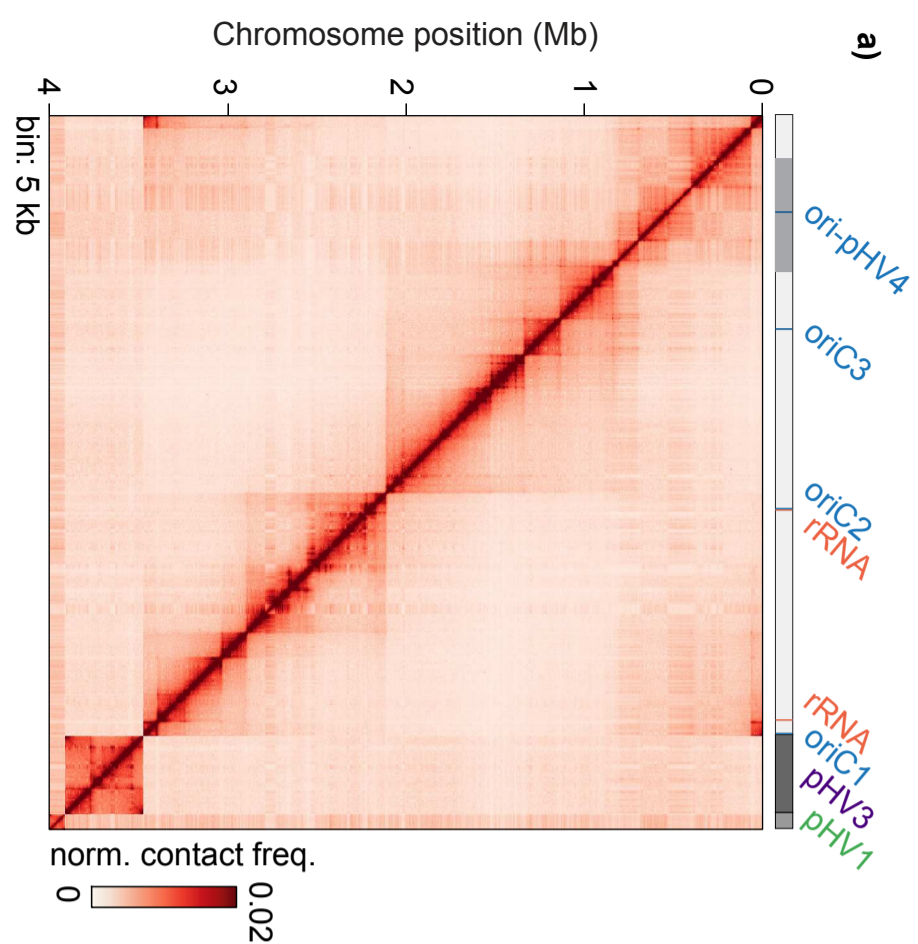 a)
Chromosome position (Mb)
4
3
2
1
0
bin: 5 kb
ori-pHV4
oriC3
oriC2
rRNA
rRNA
oriC1
pHV3
pHV1
norm. contact freq.
0
0.02